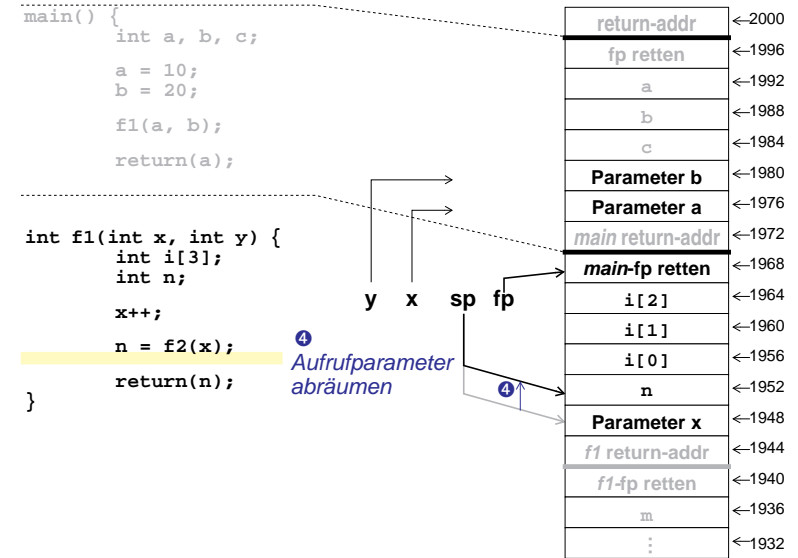 main() {
int a, b, c;
a = 10;
b = 20;
f1(a, b);
return(a);
int f1(int x, int y) {
int i[3];
int n;
x++;
n = f2(x);
return(n);
}
❹
Aufrufparameter
abräumen
y x sp fp
❹
return-addr 2000
fp retten 1996
a 1992
b 1988
c 1984
Parameter b 1980
Parameter a 1976
main return-addr 1972
main-fp retten 1968
i[2] 1964
i[1] 1960
i[0] 1956
n 1952
Parameter x 1948
f1 return-addr 1944
f1-fp retten 1940
m 1936
⋮ 1932